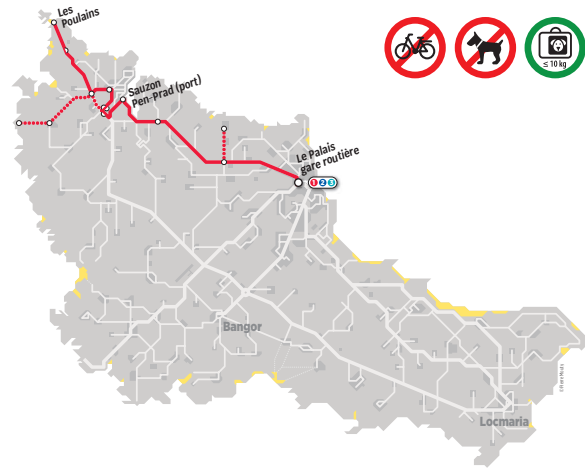 Les
Poulains
Sauzon
Pen-Prad (port)
Le Palais
gare routière
1 2 3
Bangor
Locmaria
≤ 10 kg